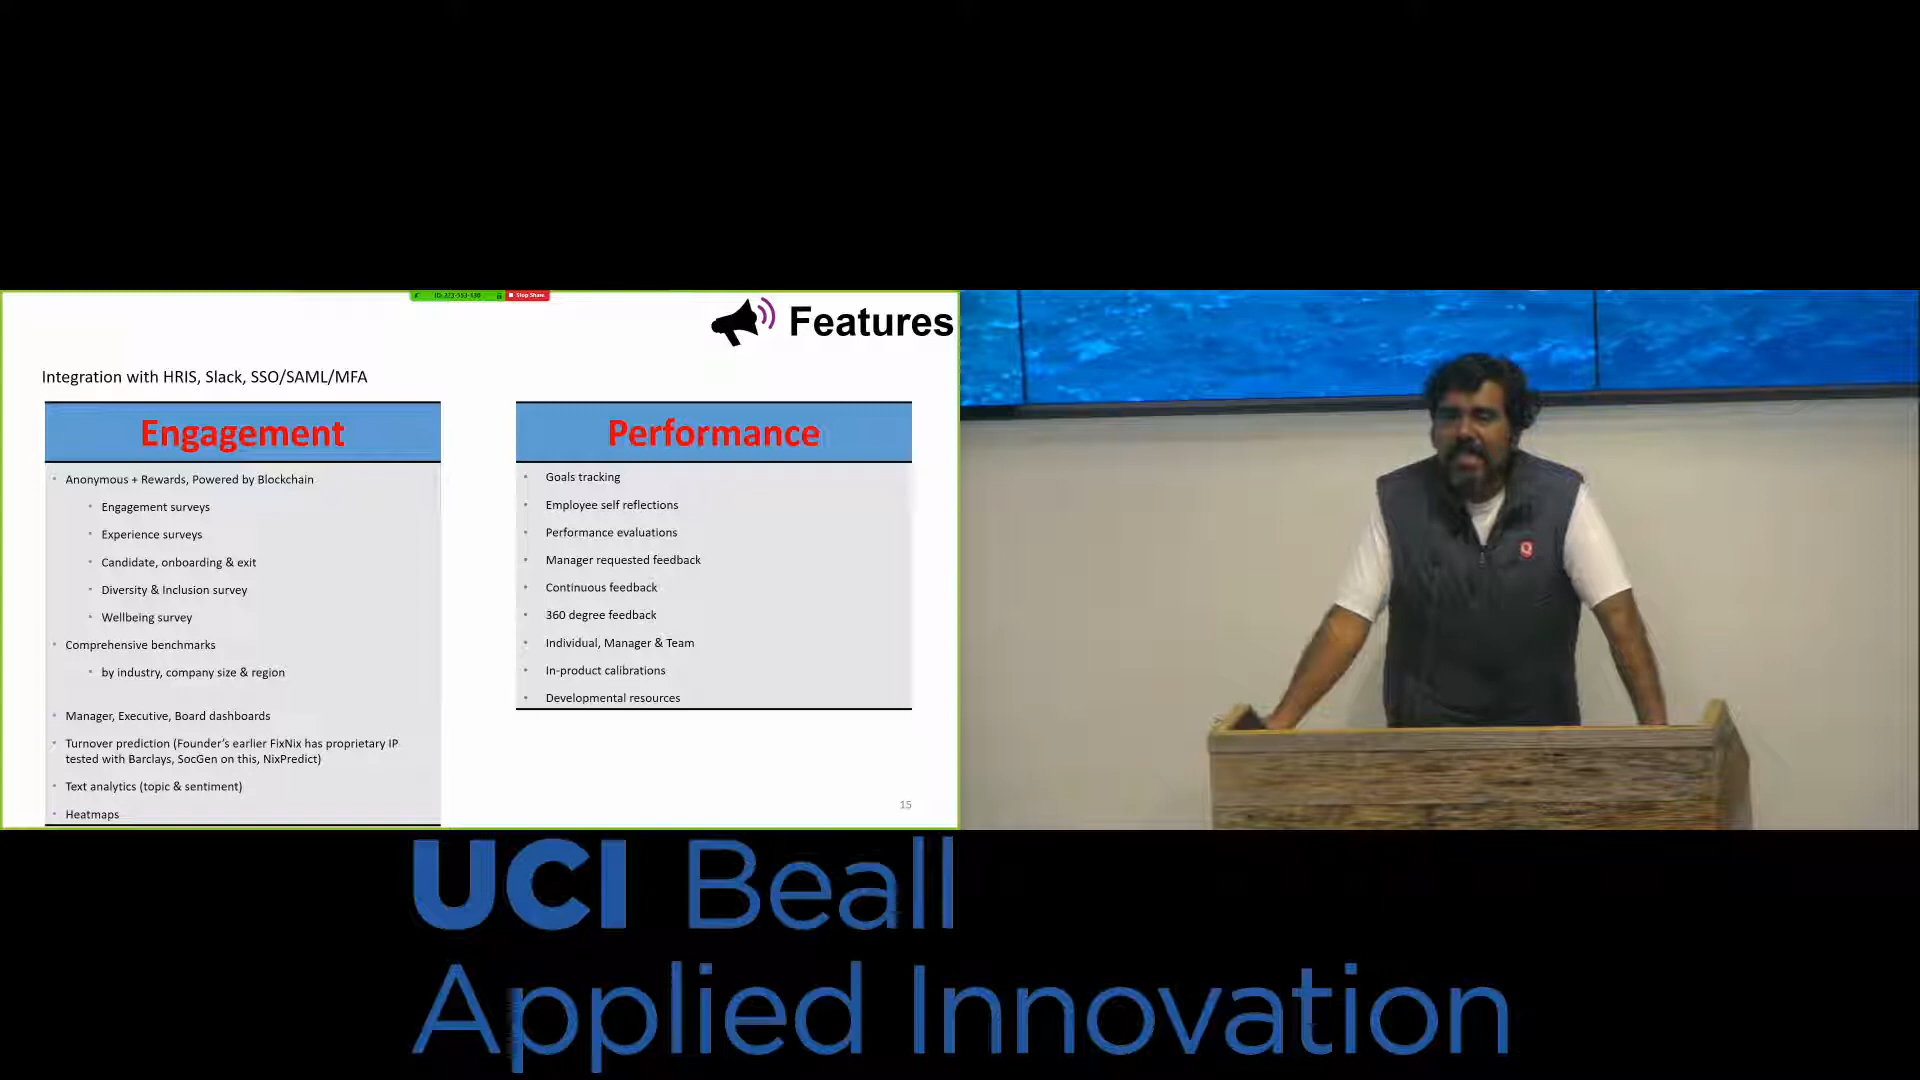 Stop Share
Features
Integration with HRIS, Slack, SSO/SAML/MFA
Engagement
Anonymous + Rewards, Powered by Blockchain
Engagement surveys
Experience surveys
Candidate, onboarding & exit
Diversity & Inclusion survey
Wellbeing survey
Comprehensive benchmarks
by industry, company size & region
Manager, Executive, Board dashboards
Turnover prediction (Founder's earlier FixNix has proprietary IP
tested with Barclays, SocGen on this, NixPredict)
Text analytics (topic & sentiment)
Heatmaps
Performance
Goals tracking
Employee self reflections
Performance evaluations
Manager requested feedback
Continuous feedback
360 degree feedback
Individual, Manager & Team
In-product calibrations
Developmental resources
15
Q
UCI Beall
Applied Innovation